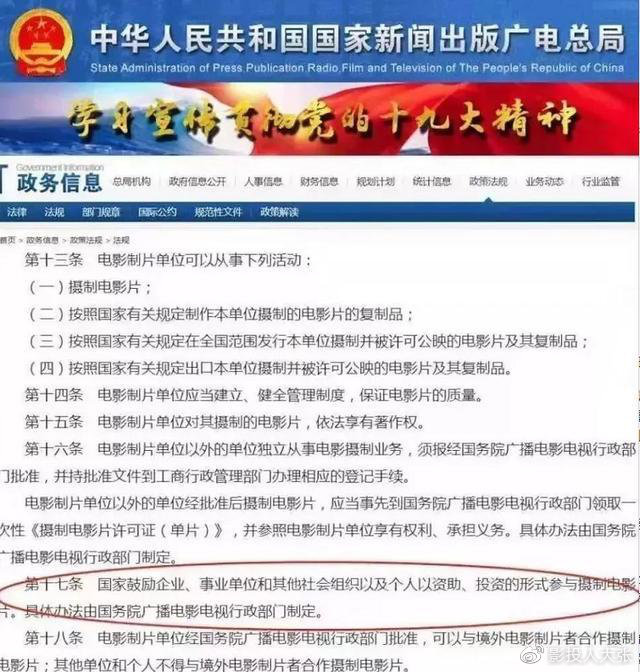 中华人民共和国国家新闻出版广电总局
State Administration of Press,Publication,Radio,Film and Television of The People's Republic of China
学习宣传贯彻党的十九大精神
Government Information
政务信息
总局机构 政府信息公开 人事信息 财务信息 规划计划 统计信息 政策法规 业务动态 行业监管
法律 法规 部门规章 国际公约 规范性文件 政策解读
首页 > 政务信息 > 政策法规 > 法规
第十三条 电影制片单位可以从事下列活动：
（一）摄制电影片；
（二）按照国家有关规定制作本单位摄制的电影片的复制品；
（三）按照国家有关规定在全国范围发行本单位摄制并被许可公映的电影片及其复制品；
（四）按照国家有关规定出口本单位摄制并被许可公映的电影片及其复制品。
第十四条 电影制片单位应当建立、健全管理制度，保证电影片的质量。
第十五条 电影制片单位对其摄制的电影片，依法享有著作权。
第十六条 电影制片单位以外的单位独立从事电影摄制业务，须报经国务院广播电影电视行政部
门批准，并持批准文件到工商行政管理部门办理相应的登记手续。
电影制片单位以外的单位经批准后摄制电影片，应当事先到国务院广播电影电视行政部门领取一
次性《摄制电影片许可证（单片）》，并参照电影制片单位享有权利、承担义务。具体办法由国务院
广播电影电视行政部门制定。
第十七条 国家鼓励企业、事业单位和其他社会组织以及个人以资助、投资的形式参与摄制电影
片。具体办法由国务院广播电影电视行政部门制定。
第十八条 电影制片单位经国务院广播电影电视行政部门批准，可以与境外电影制片者合作摄制
电影片；其他单位和个人不得与境外电影制片者合作摄制电影片。
影投人大张